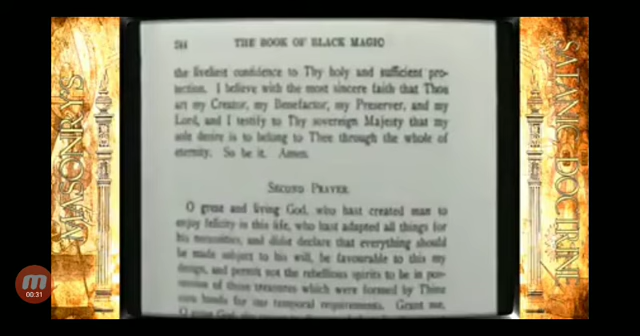 244 THE BOOK OF BLACK MAGIC
the liveliest confidence to Thy holy and sufficient pro-
tection. I believe with the most sincere faith that Thou
art my Creator, my Benefactor, my Preserver, and my
Lord, and I testify to Thy sovereign Majesty that my
sole desire is to belong to Thee through the whole of
eternity. So be it. Amen.
SECOND PRAYER.
O great and living God, who hast created man to
enjoy felicity in this life, who hast adapted all things for
his necessities, and didst declare that everything should
be made subject to his will, be favourable to this my
design, and permit not the rebellious spirits to be in pos-
session of those treasures which were formed by Thine
own hands for our temporal requirements. Grant me,
O great God,
MASONRY'S
SATANIC DOCTRINE
00:31